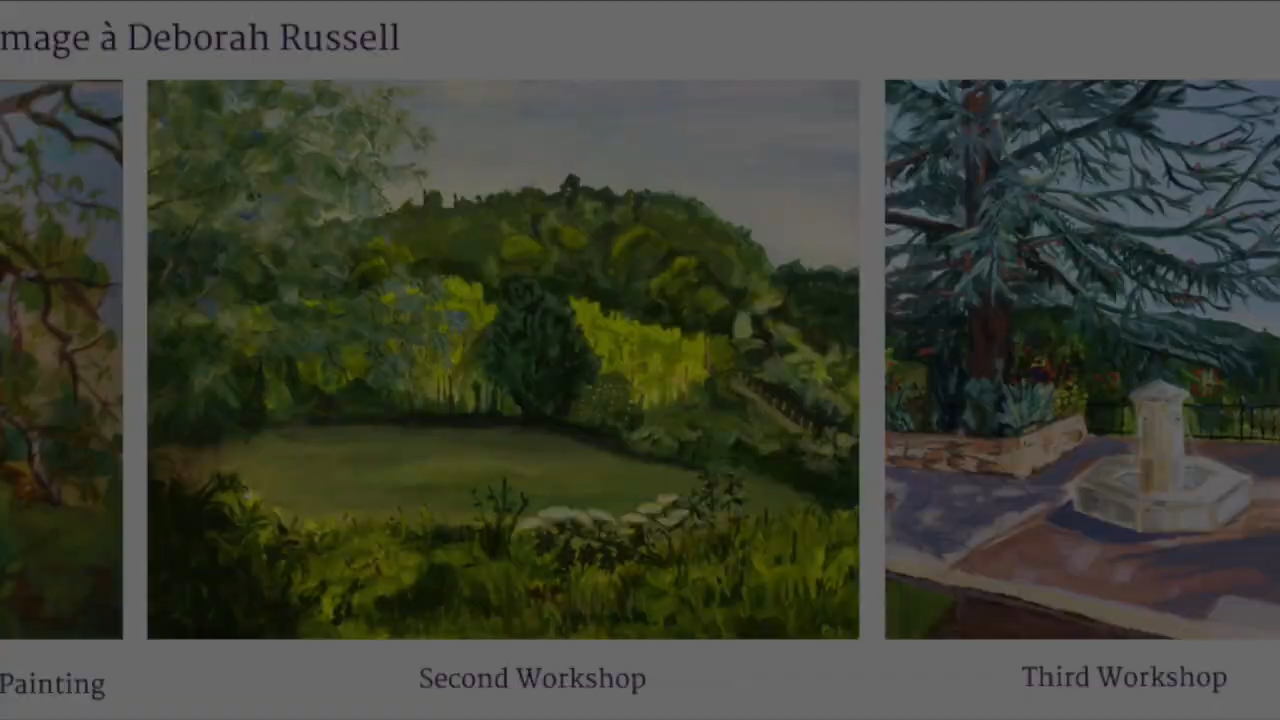 mage à Deborah Russell
Painting
Second Workshop
Third Workshop